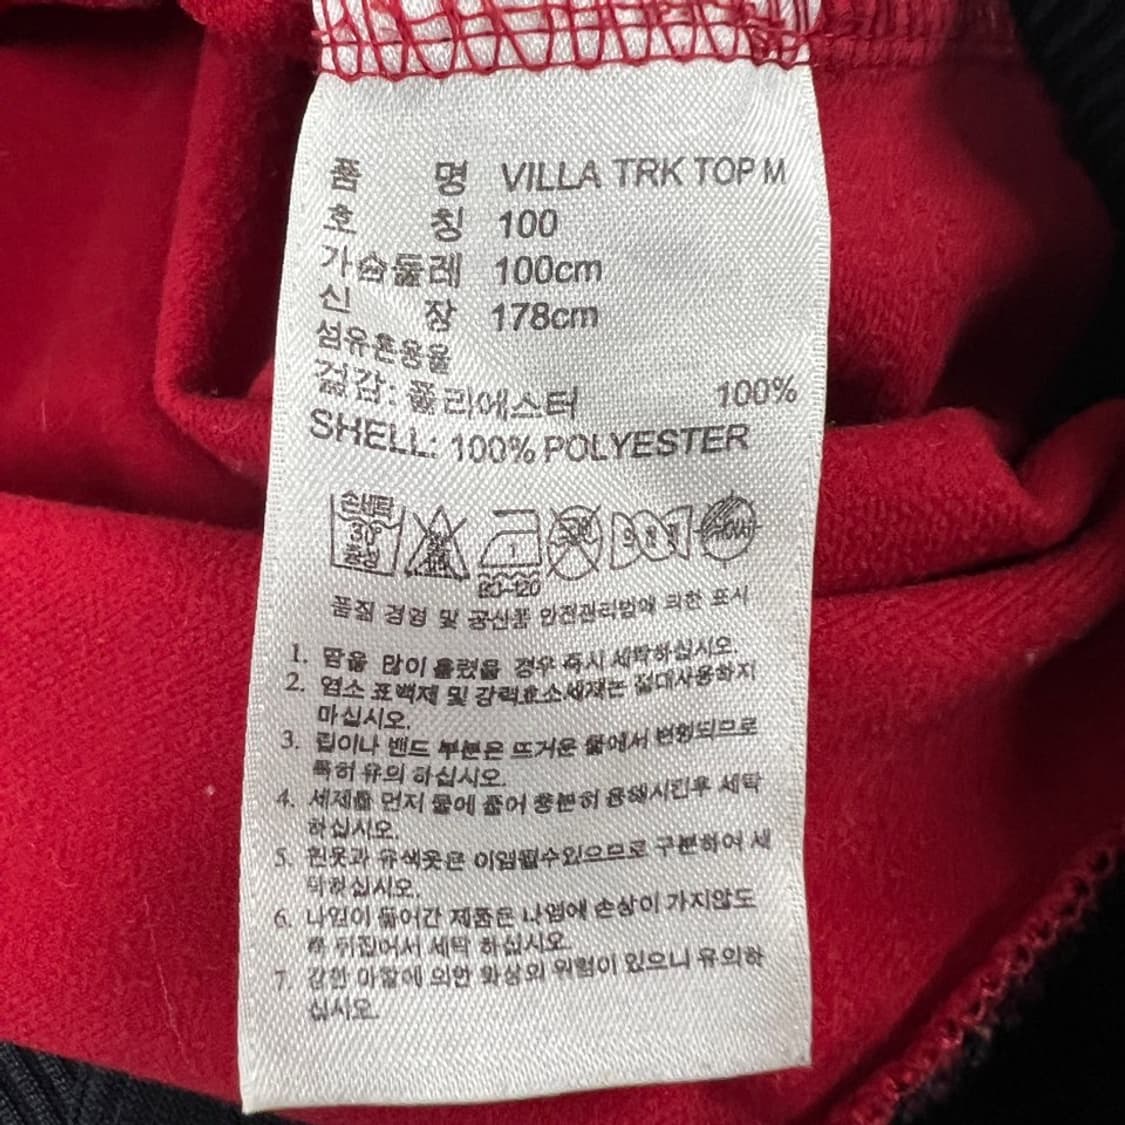 품 명 VILLA TRK TOP M
호 칭 100
가슴둘레 100cm
신 장 178cm
섬유혼용율
겉감: 폴리에스터 100%
SHELL: 100% POLYESTER
손세탁
30°
중성
80~120
품질 경영 및 공산품 안전관리법에 의한 표시
1. 땀을 많이 흘렸을 경우 즉시 세탁하십시오.
2. 염소 표백제 및 강력효소세제는 절대사용하지
마십시오.
3. 립이나 밴드 부분은 뜨거운 물에서 변형되므로
특히 유의 하십시오.
4. 세제를 먼저 물에 풀어 충분히 용해시킨후 세탁
하십시오.
5. 흰옷과 유색옷은 이염될수있으므로 구분하여 세
탁하십시오.
6. 나염이 들어간 제품은 나염에 손상이 가지않도
록 뒤집어서 세탁 하십시오.
7. 강한 마찰에 의한 화상의 위험이 있으니 유의하
십시오.